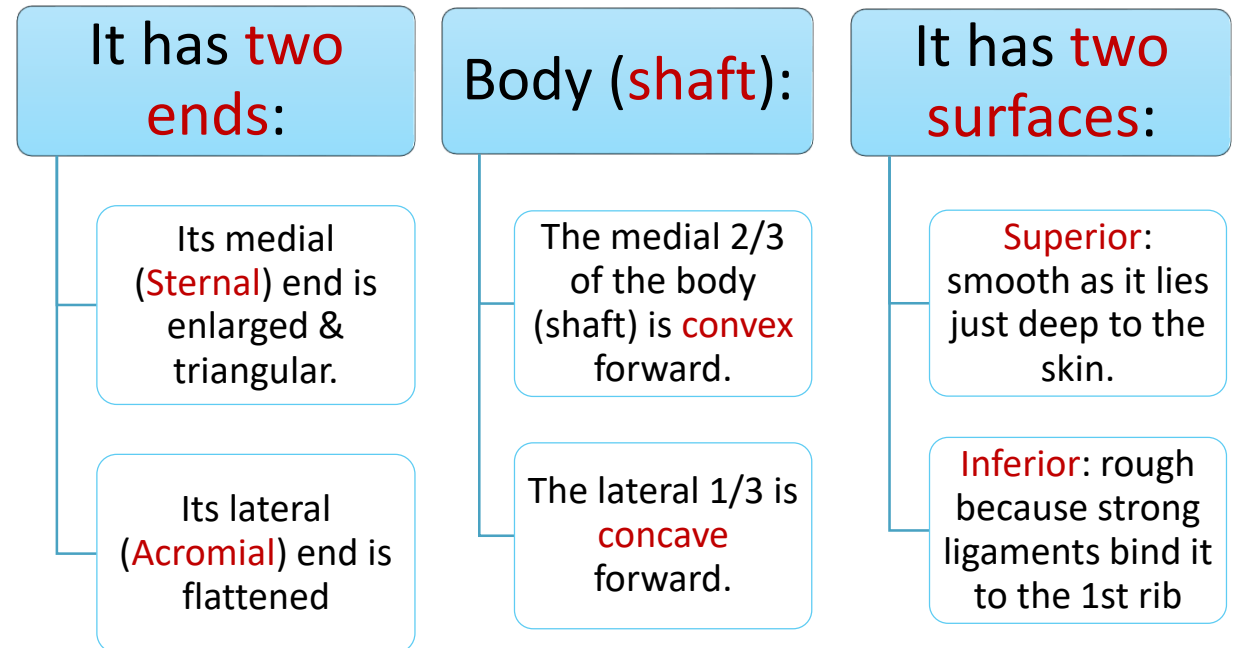 It has two
ends:
Its medial
(Sternal) end is
enlarged &
triangular.
Its lateral
(Acromial) end is
flattened
Body (shaft):
The medial 2/3
of the body
(shaft) is convex
forward.
The lateral 1/3 is
concave
forward.
It has two
surfaces:
Superior:
smooth as it lies
just deep to the
skin.
Inferior: rough
because strong
ligaments bind it
to the 1st rib